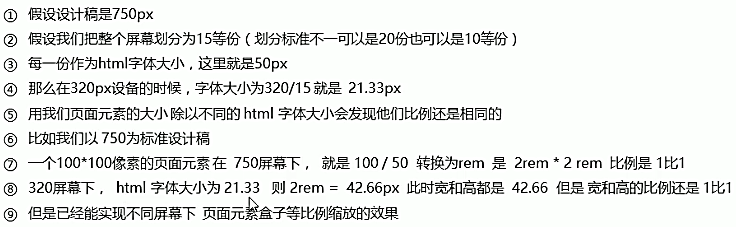 ① 假设设计稿是750px
② 假设我们把整个屏幕划分为15等份（划分标准不一可以是20份也可以是10等份）
③ 每一份作为html字体大小，这里就是50px
④ 那么在320px设备的时候，字体大小为320/15 就是 21.33px
⑤ 用我们页面元素的大小 除以不同的 html 字体大小会发现他们比例还是相同的
⑥ 比如我们以 750为标准设计稿
⑦ 一个100*100像素的页面元素 在 750屏幕下， 就是 100 / 50 转换为rem 是 2rem * 2 rem 比例是 1比1
⑧ 320屏幕下， html 字体大小为 21.33 则 2rem = 42.66px 此时宽和高都是 42.66 但是 宽和高的比例还是 1比1
⑨ 但是已经能实现不同屏幕下 页面元素盒子等比例缩放的效果